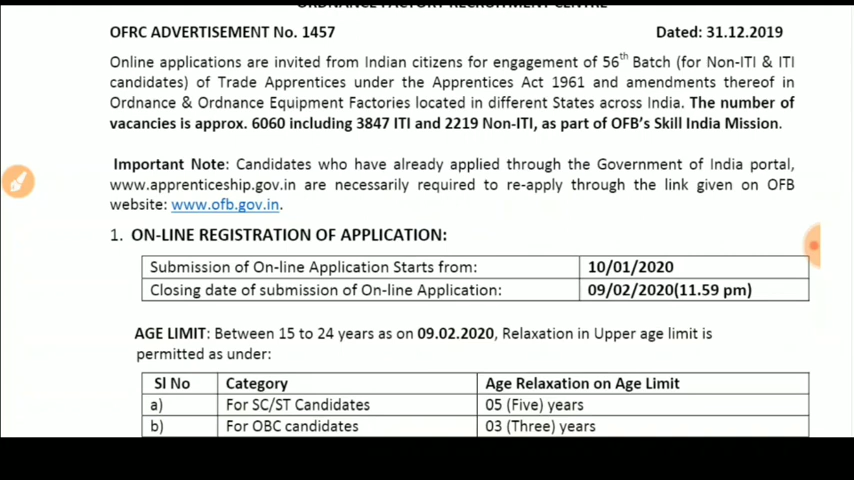 ORDNANCE FACTORY RECRUITMENT CENTRE
OFRC ADVERTISEMENT No. 1457 Dated: 31.12.2019
Online applications are invited from Indian citizens for engagement of 56th Batch (for Non-ITI & ITI
candidates) of Trade Apprentices under the Apprentices Act 1961 and amendments thereof in
Ordnance & Ordnance Equipment Factories located in different States across India. The number of
vacancies is approx. 6060 including 3847 ITI and 2219 Non-ITI, as part of OFB's Skill India Mission.
Important Note: Candidates who have already applied through the Government of India portal,
www.apprenticeship.gov.in are necessarily required to re-apply through the link given on OFB
website: www.ofb.gov.in.
1. ON-LINE REGISTRATION OF APPLICATION:
Submission of On-line Application Starts from: 10/01/2020
Closing date of submission of On-line Application: 09/02/2020(11.59 pm)
AGE LIMIT: Between 15 to 24 years as on 09.02.2020, Relaxation in Upper age limit is
permitted as under:
Sl No Category Age Relaxation on Age Limit
a) For SC/ST Candidates 05 (Five) years
b) For OBC candidates 03 (Three) years